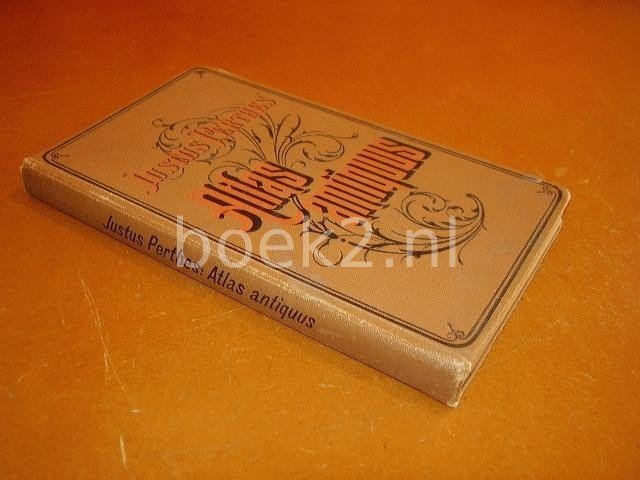 JUSTUS PERTHES'
Atlas
antiquus
boek2.nl
Justus Perthes: Atlas antiquus